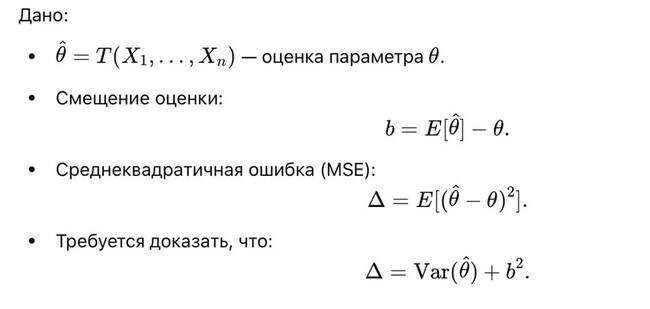 Дано:
• θ̂ = T(X₁, . . . , Xₙ) — оценка параметра θ.
• Смещение оценки:
b = E[θ̂] − θ.
• Среднеквадратичная ошибка (MSE):
Δ = E[(θ̂ − θ)²].
• Требуется доказать, что:
Δ = Var(θ̂) + b².